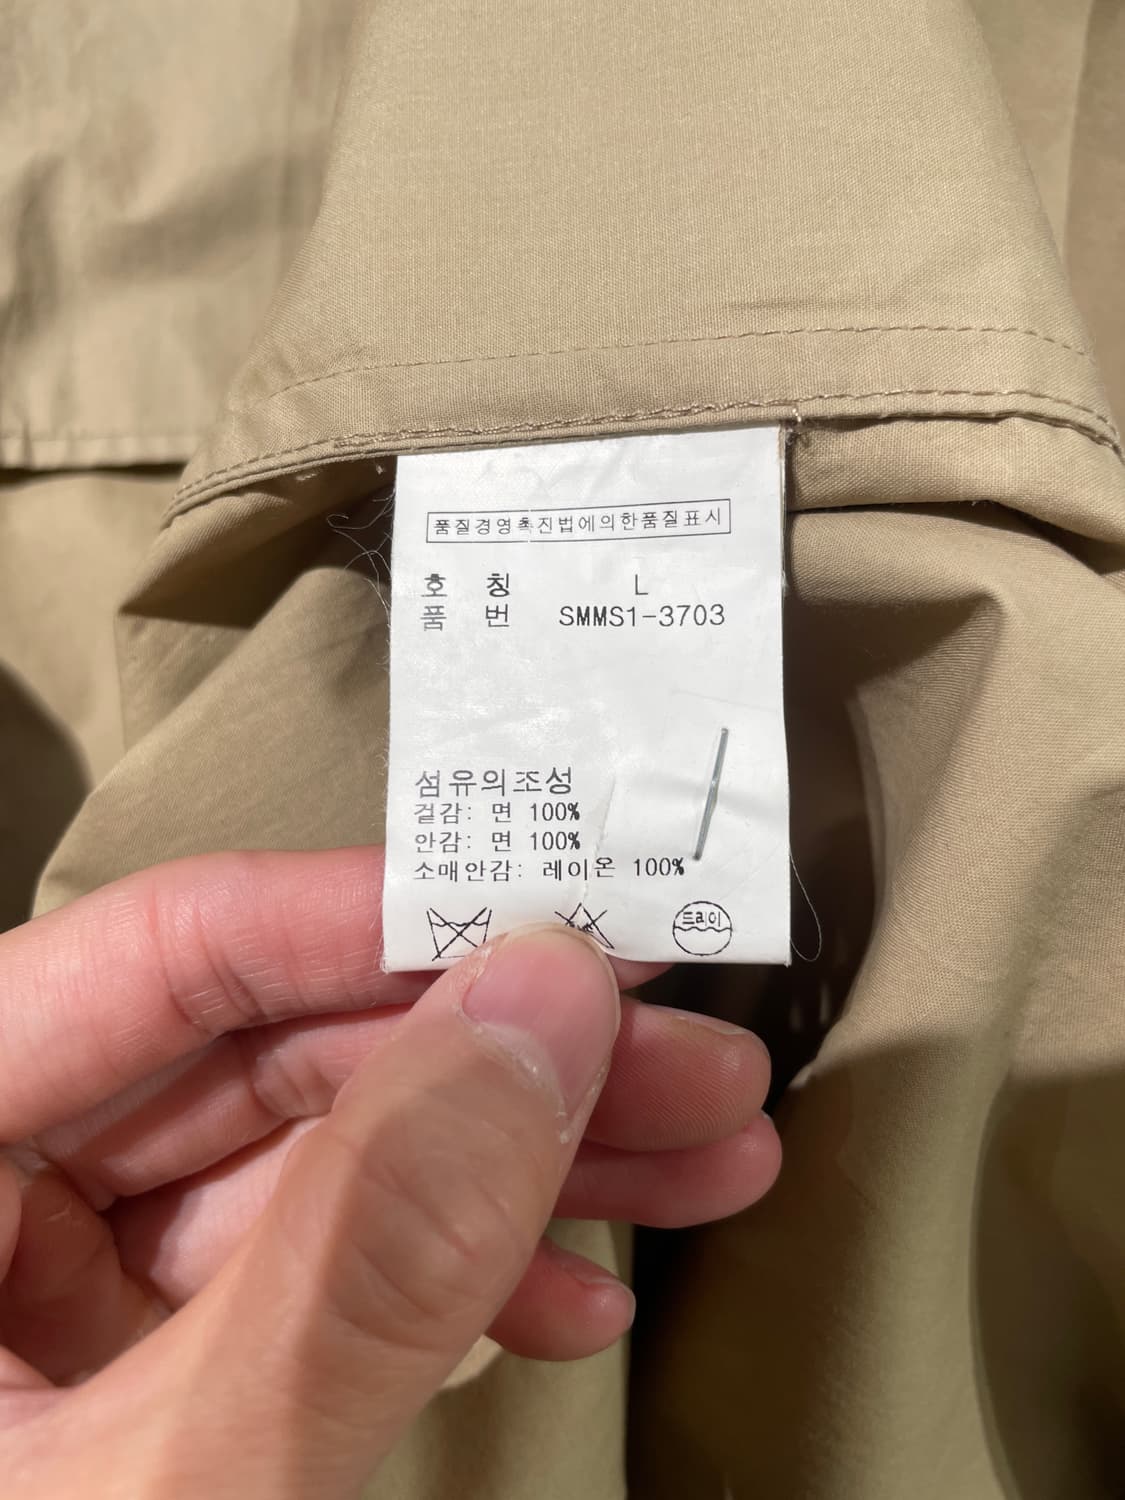 품질경영촉진법에의한품질표시
호 칭 L
품 번 SMMS1-3703
섬유의조성
겉감: 면 100%
안감: 면 100%
소매안감: 레이온 100%
드라이